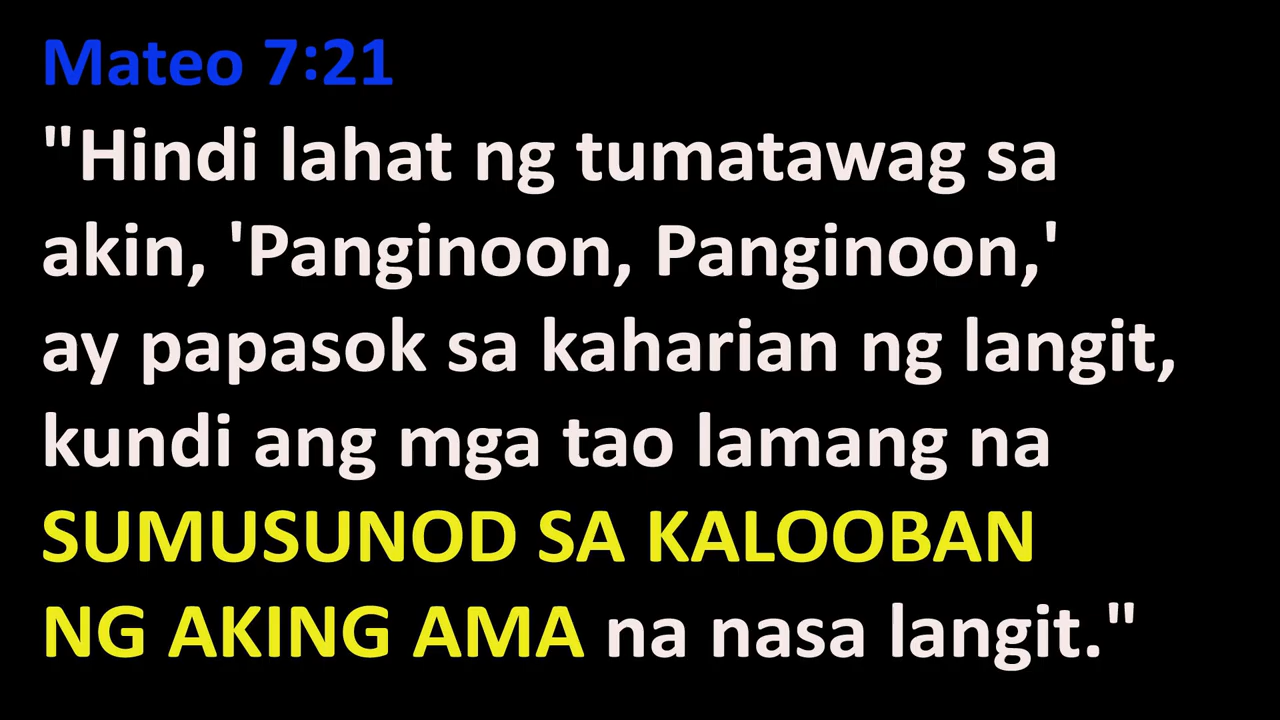 Mateo 7:21
"Hindi lahat ng tumatawag sa
akin, 'Panginoon, Panginoon,'
ay papasok sa kaharian ng langit,
kundi ang mga tao lamang na
SUMUSUNOD SA KALOOBAN
NG AKING AMA na nasa langit."